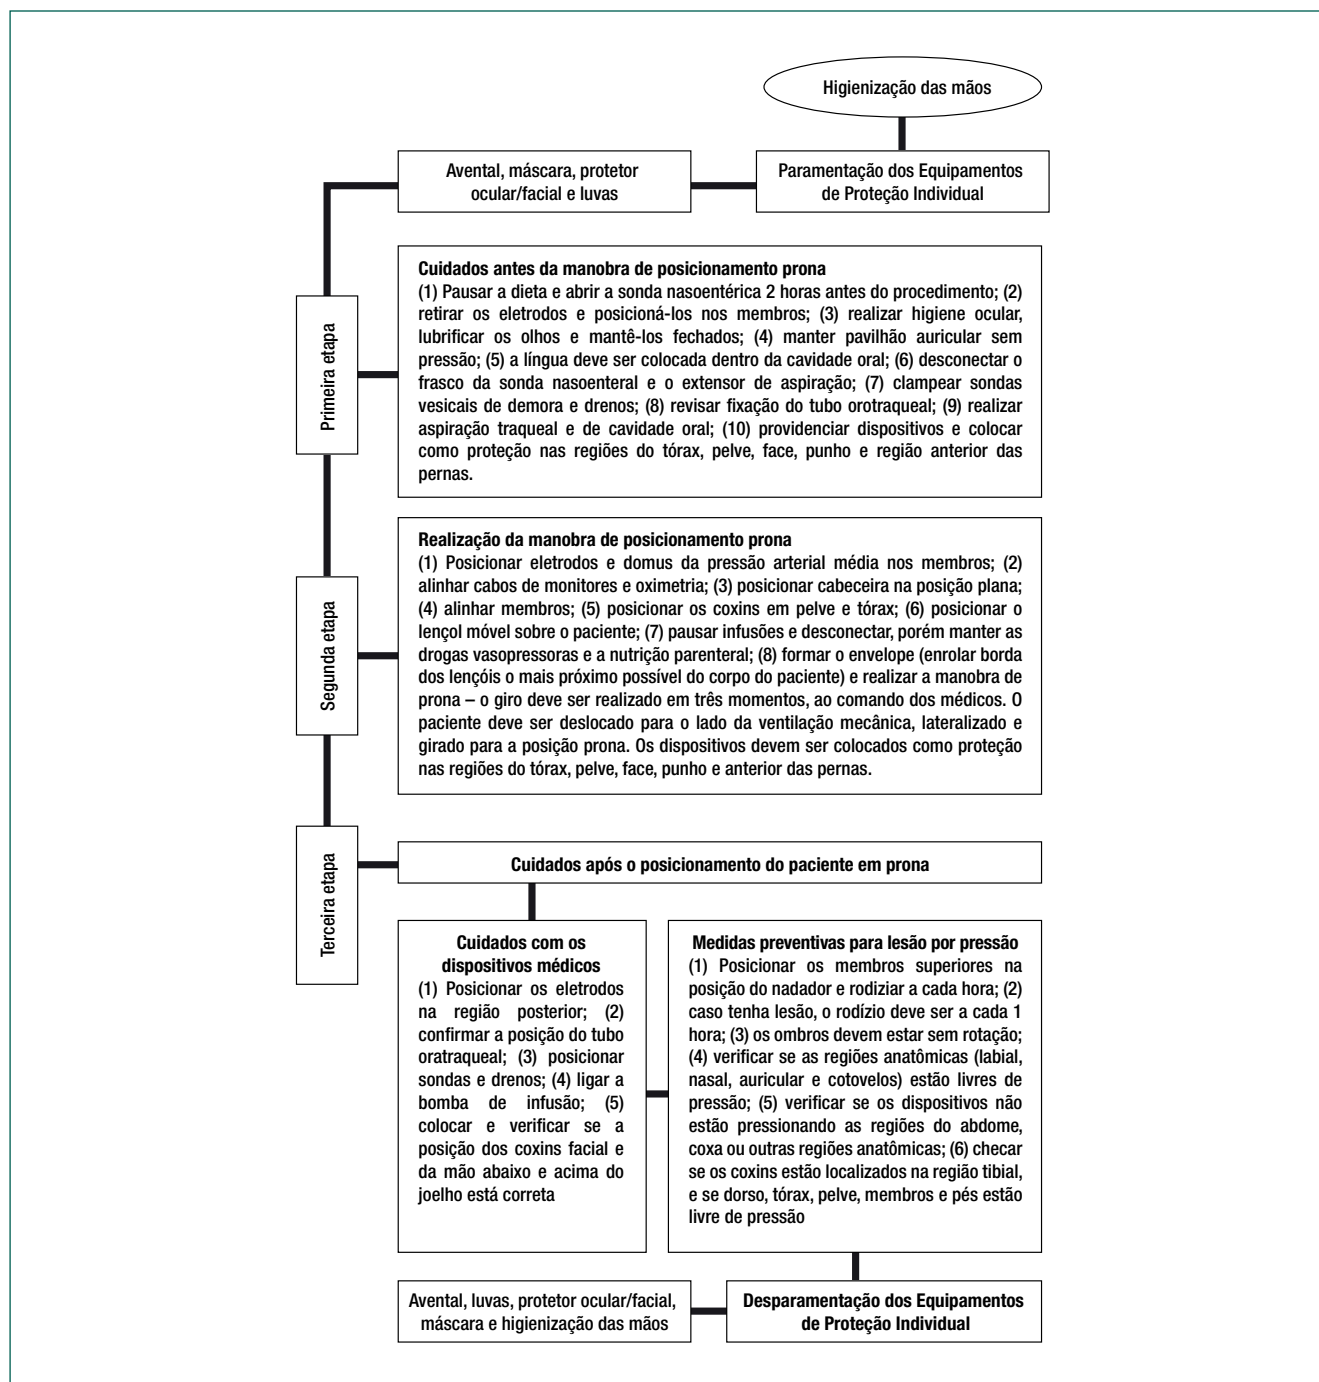 Higienização das mãos
Avental, máscara, protetor
ocular/facial e luvas
Paramentação dos Equipamentos
de Proteção Individual
Primeira etapa
Cuidados antes da manobra de posicionamento prona
(1) Pausar a dieta e abrir a sonda nasoentérica 2 horas antes do procedimento; (2)
retirar os eletrodos e posicioná-los nos membros; (3) realizar higiene ocular,
lubrificar os olhos e mantê-los fechados; (4) manter pavilhão auricular sem
pressão; (5) a língua deve ser colocada dentro da cavidade oral; (6) desconectar o
frasco da sonda nasoenteral e o extensor de aspiração; (7) clampear sondas
vesicais de demora e drenos; (8) revisar fixação do tubo orotraqueal; (9) realizar
aspiração traqueal e de cavidade oral; (10) providenciar dispositivos e colocar
como proteção nas regiões do tórax, pelve, face, punho e região anterior das
pernas.
Segunda etapa
Realização da manobra de posicionamento prona
(1) Posicionar eletrodos e domus da pressão arterial média nos membros; (2)
alinhar cabos de monitores e oximetria; (3) posicionar cabeceira na posição plana;
(4) alinhar membros; (5) posicionar os coxins em pelve e tórax; (6) posicionar o
lençol móvel sobre o paciente; (7) pausar infusões e desconectar, porém manter as
drogas vasopressoras e a nutrição parenteral; (8) formar o envelope (enrolar borda
dos lençóis o mais próximo possível do corpo do paciente) e realizar a manobra de
prona – o giro deve ser realizado em três momentos, ao comando dos médicos. O
paciente deve ser deslocado para o lado da ventilação mecânica, lateralizado e
girado para a posição prona. Os dispositivos devem ser colocados como proteção
nas regiões do tórax, pelve, face, punho e anterior das pernas.
Terceira etapa
Cuidados após o posicionamento do paciente em prona
Cuidados com os
dispositivos médicos
(1) Posicionar os eletrodos
na região posterior; (2)
confirmar a posição do tubo
oratraqueal; (3) posicionar
sondas e drenos; (4) ligar a
bomba de infusão; (5)
colocar e verificar se a
posição dos coxins facial e
da mão abaixo e acima do
joelho está correta
Medidas preventivas para lesão por pressão
(1) Posicionar os membros superiores na
posição do nadador e rodiziar a cada hora; (2)
caso tenha lesão, o rodízio deve ser a cada 1
hora; (3) os ombros devem estar sem rotação;
(4) verificar se as regiões anatômicas (labial,
nasal, auricular e cotovelos) estão livres de
pressão; (5) verificar se os dispositivos não
estão pressionando as regiões do abdome,
coxa ou outras regiões anatômicas; (6) checar
se os coxins estão localizados na região tibial,
e se dorso, tórax, pelve, membros e pés estão
livre de pressão
Avental, luvas, protetor ocular/facial,
máscara e higienização das mãos
Desparamentação dos Equipamentos
de Proteção Individual